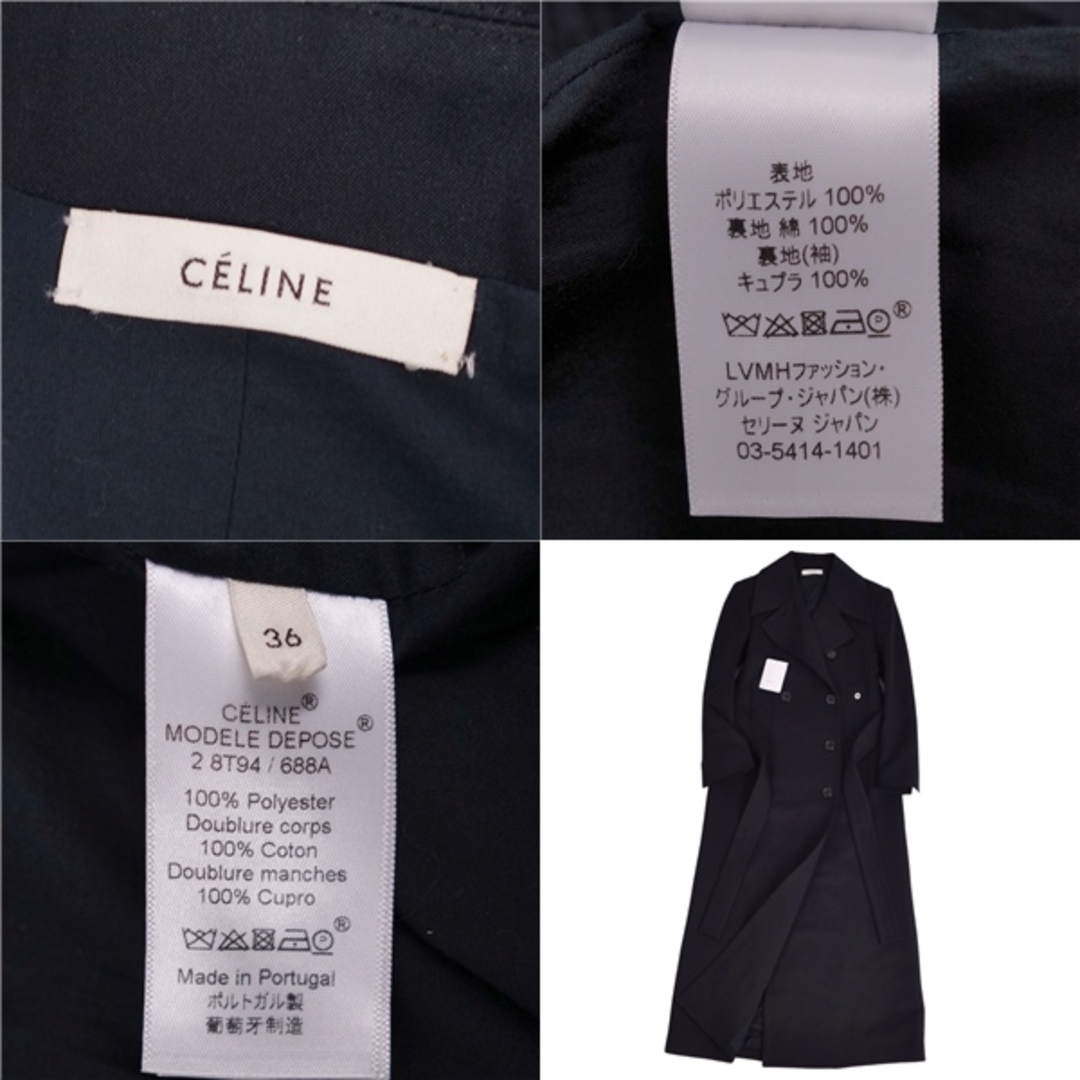 CÉLINE
表地
ポリエステル 100%
裏地 綿 100%
裏地(袖)
キュプラ 100%
®
LVMHファッション・
グループ・ジャパン(株)
セリーヌ ジャパン
03-5414-1401
36
CÉLINE®
MODELE DEPOSE®
2 8T94 / 688A
100% Polyester
Doublure corps
100% Coton
Doublure manches
100% Cupro
®
Made in Portugal
ポルトガル製
葡萄牙制造